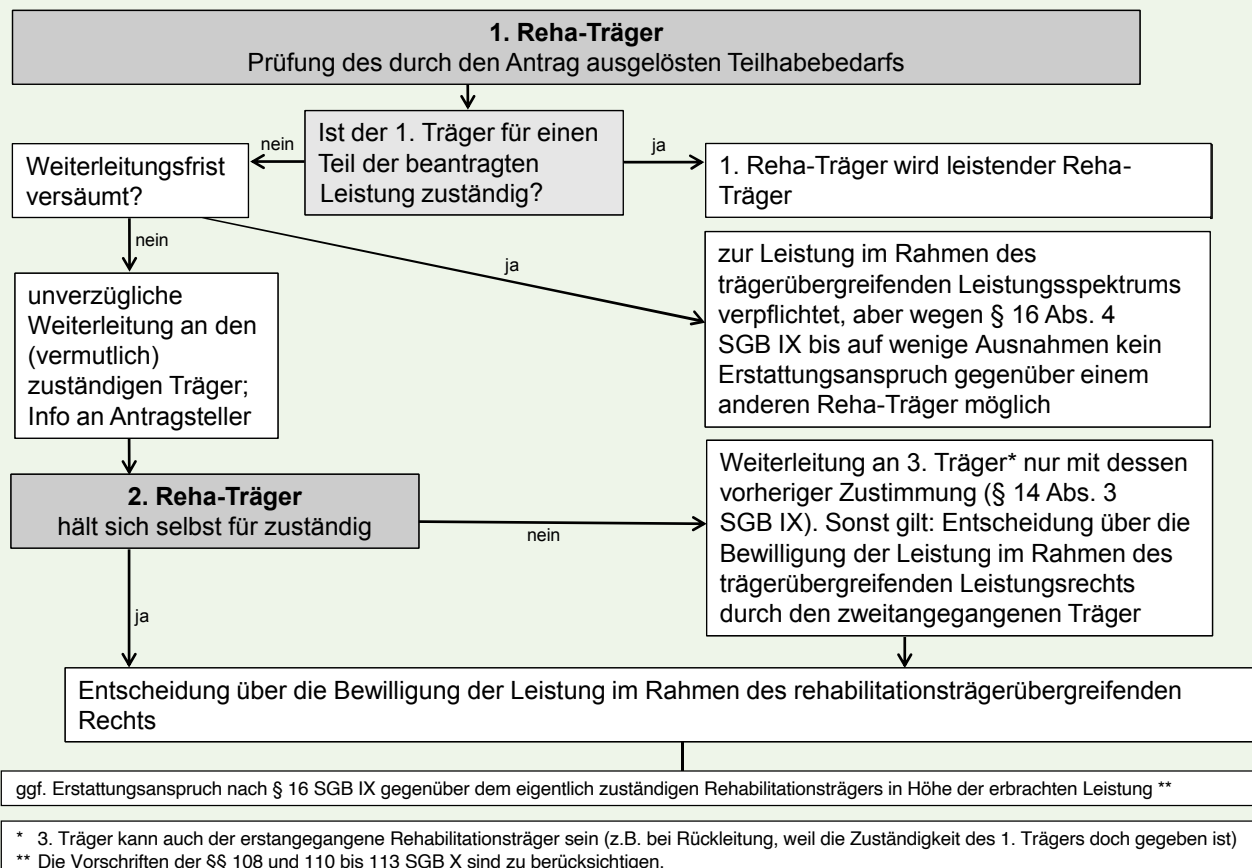 1. Reha-Träger
Prüfung des durch den Antrag ausgelösten Teilhabebedarfs
Ist der 1. Träger für einen
Teil der beantragten
Leistung zuständig?
nein
ja
Weiterleitungsfrist
versäumt?
1. Reha-Träger wird leistender Reha-
Träger
nein
ja
zur Leistung im Rahmen des
trägerübergreifenden Leistungsspektrums
verpflichtet, aber wegen § 16 Abs. 4
SGB IX bis auf wenige Ausnahmen kein
Erstattungsanspruch gegenüber einem
anderen Reha-Träger möglich
unverzügliche
Weiterleitung an den
(vermutlich)
zuständigen Träger;
Info an Antragsteller
2. Reha-Träger
hält sich selbst für zuständig
nein
Weiterleitung an 3. Träger* nur mit dessen
vorheriger Zustimmung (§ 14 Abs. 3
SGB IX). Sonst gilt: Entscheidung über die
Bewilligung der Leistung im Rahmen des
trägerübergreifenden Leistungsrechts
durch den zweitangegangenen Träger
ja
Entscheidung über die Bewilligung der Leistung im Rahmen des rehabilitationsträgerübergreifenden
Rechts
ggf. Erstattungsanspruch nach § 16 SGB IX gegenüber dem eigentlich zuständigen Rehabilitationsträgers in Höhe der erbrachten Leistung **
* 3. Träger kann auch der erstangegangene Rehabilitationsträger sein (z.B. bei Rückleitung, weil die Zuständigkeit des 1. Trägers doch gegeben ist)
** Die Vorschriften der §§ 108 und 110 bis 113 SGB X sind zu berücksichtigen.